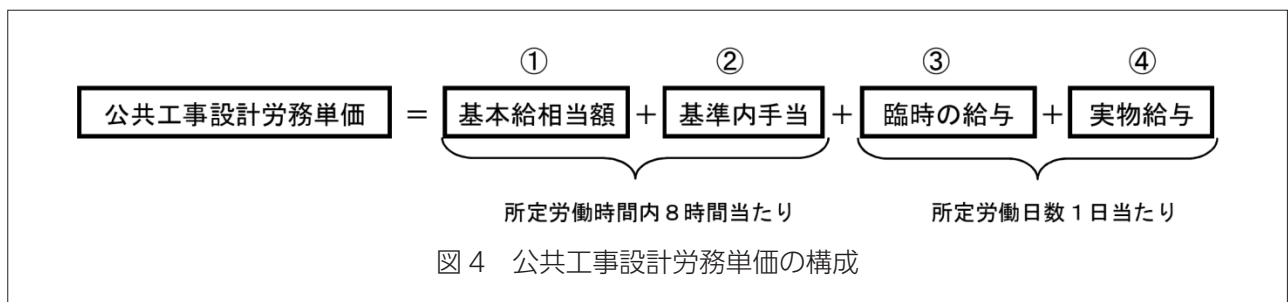 ① ② ③ ④
公共工事設計労務単価 = 基本給相当額 + 基準内手当 + 臨時の給与 + 実物給与
所定労働時間内8時間当たり 所定労働日数1日当たり
図4 公共工事設計労務単価の構成